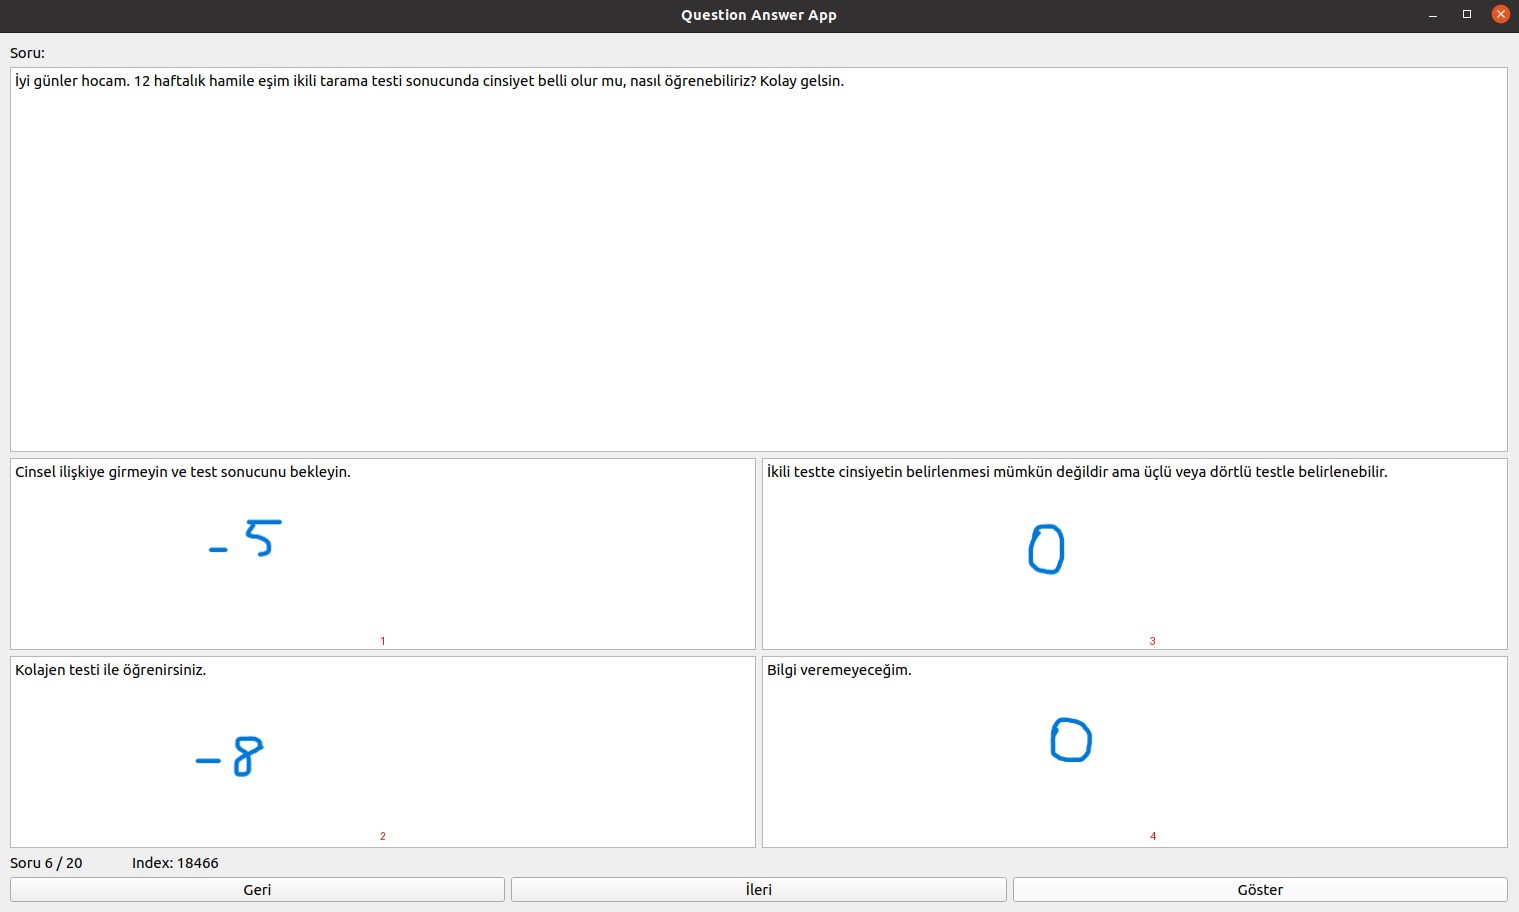 Question Answer App
Soru:
İyi günler hocam. 12 haftalık hamile eşim ikili tarama testi sonucunda cinsiyet belli olur mu, nasıl öğrenebiliriz? Kolay gelsin.
Cinsel ilişkiye girmeyin ve test sonucunu bekleyin.
- 5
1
İkili testte cinsiyetin belirlenmesi mümkün değildir ama üçlü veya dörtlü testle belirlenebilir.
0
3
Kolajen testi ile öğrenirsiniz.
- 8
2
Bilgi veremeyeceğim.
0
4
Soru 6 / 20 Index: 18466
Geri İleri Göster